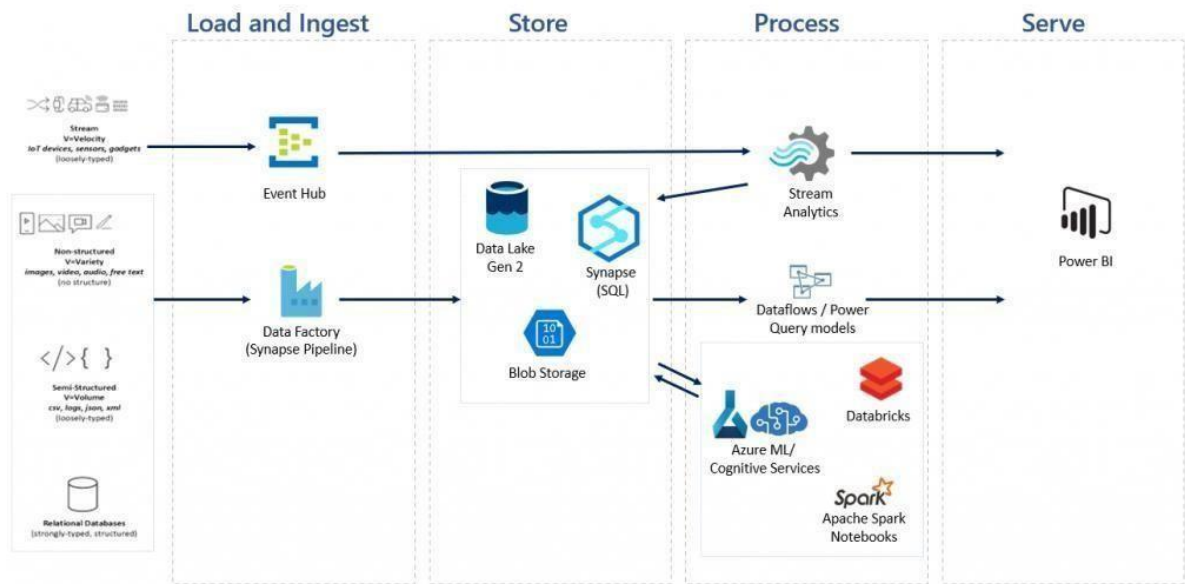 Load and Ingest
Store
Process
Serve
Stream
V=Velocity
IoT devices, sensors, gadgets
(loosely-typed)
Non-structured
V=Variety
images, video, audio, free text
(no structure)
Semi-Structured
V=Volume
csv, logs, json, xml
(loosely-typed)
Relational Databases
(strongly-typed, structured)
Event Hub
Data Factory
(Synapse Pipeline)
Data Lake
Gen 2
Synapse
(SQL)
10
01
Blob Storage
Stream
Analytics
Dataflows / Power
Query models
Databricks
Azure ML/
Cognitive Services
Spark
Apache Spark
Notebooks
Power BI